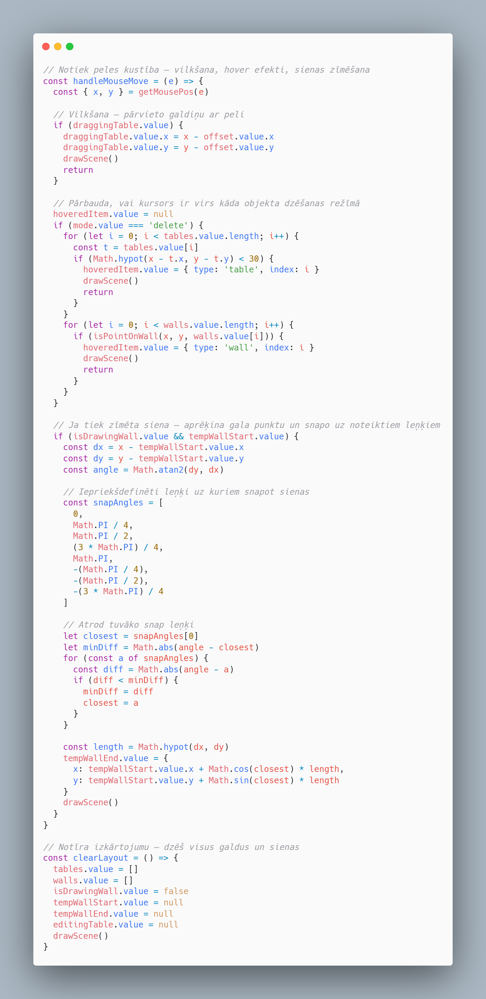 // Notiek peles kustība – vilkšana, hover efekti, sienas zīmēšana
const handleMouseMove = (e) => {
  const { x, y } = getMousePos(e)

  // Vilkšana – pārvieto galdiņu ar peli
  if (draggingTable.value) {
    draggingTable.value.x = x - offset.value.x
    draggingTable.value.y = y - offset.value.y
    drawScene()
    return
  }

  // Pārbauda, vai kursors ir virs kāda objekta dzēšanas režīmā
  hoveredItem.value = null
  if (mode.value === 'delete') {
    for (let i = 0; i < tables.value.length; i++) {
      const t = tables.value[i]
      if (Math.hypot(x - t.x, y - t.y) < 30) {
        hoveredItem.value = { type: 'table', index: i }
        drawScene()
        return
      }
    }
    for (let i = 0; i < walls.value.length; i++) {
      if (isPointOnWall(x, y, walls.value[i])) {
        hoveredItem.value = { type: 'wall', index: i }
        drawScene()
        return
      }
    }
  }

  // Ja tiek zīmēta siena – aprēķina gala punktu un snapo uz noteiktiem leņķiem
  if (isDrawingWall.value && tempWallStart.value) {
    const dx = x - tempWallStart.value.x
    const dy = y - tempWallStart.value.y
    const angle = Math.atan2(dy, dx)

    // Iepriekšdefinēti leņķi uz kuriem snapot sienas
    const snapAngles = [
      0,
      Math.PI / 4,
      Math.PI / 2,
      (3 * Math.PI) / 4,
      Math.PI,
      -(Math.PI / 4),
      -(Math.PI / 2),
      -(3 * Math.PI) / 4
    ]

    // Atrod tuvāko snap leņķi
    let closest = snapAngles[0]
    let minDiff = Math.abs(angle - closest)
    for (const a of snapAngles) {
      const diff = Math.abs(angle - a)
      if (diff < minDiff) {
        minDiff = diff
        closest = a
      }
    }

    const length = Math.hypot(dx, dy)
    tempWallEnd.value = {
      x: tempWallStart.value.x + Math.cos(closest) * length,
      y: tempWallStart.value.y + Math.sin(closest) * length
    }
    drawScene()
  }
}

// Notīra izkārtojumu – dzēš visus galdus un sienas
const clearLayout = () => {
  tables.value = []
  walls.value = []
  isDrawingWall.value = false
  tempWallStart.value = null
  tempWallEnd.value = null
  editingTable.value = null
  drawScene()
}